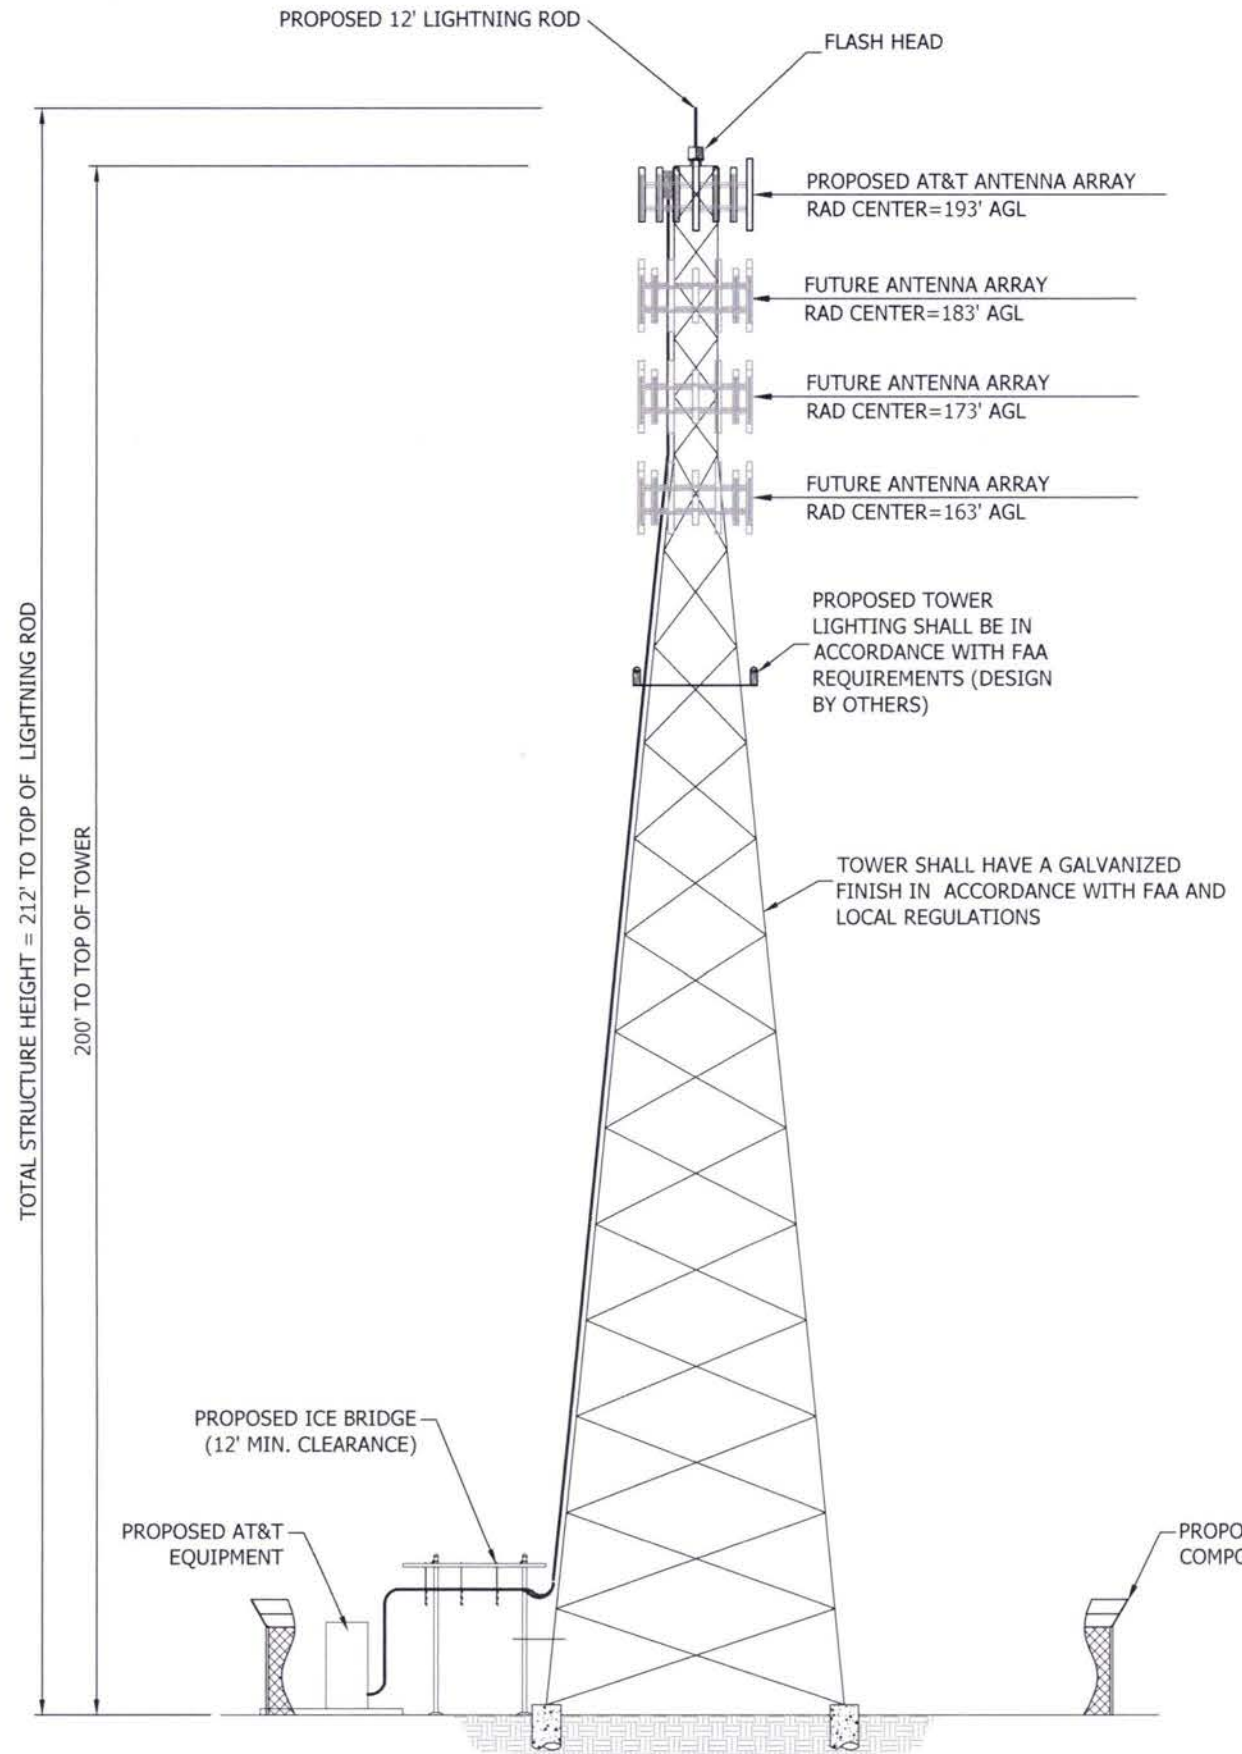 PROPOSED 12' LIGHTNING ROD
FLASH HEAD
PROPOSED AT&T ANTENNA ARRAY
RAD CENTER=193' AGL
FUTURE ANTENNA ARRAY
RAD CENTER=183' AGL
FUTURE ANTENNA ARRAY
RAD CENTER=173' AGL
FUTURE ANTENNA ARRAY
RAD CENTER=163' AGL
PROPOSED TOWER
LIGHTING SHALL BE IN
ACCORDANCE WITH FAA
REQUIREMENTS (DESIGN
BY OTHERS)
TOTAL STRUCTURE HEIGHT = 212' TO TOP OF LIGHTNING ROD
200' TO TOP OF TOWER
TOWER SHALL HAVE A GALVANIZED
FINISH IN ACCORDANCE WITH FAA AND
LOCAL REGULATIONS
PROPOSED ICE BRIDGE
(12' MIN. CLEARANCE)
PROPOSED AT&T
EQUIPMENT
PROPO
COMPO